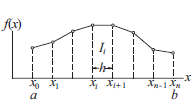 f(x)
I_i
h
x_0 x_1 x_i x_{i+1} x_{n-1} x_n x
a b